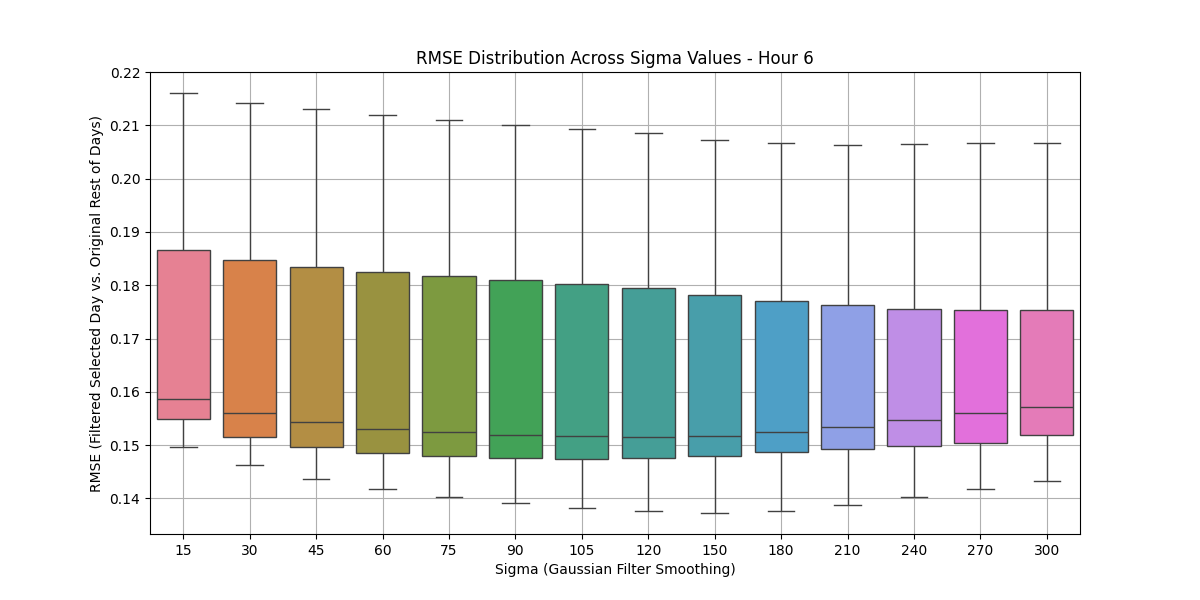 RMSE Distribution Across Sigma Values - Hour 6
RMSE (Filtered Selected Day vs. Original Rest of Days)
0.22
0.21
0.20
0.19
0.18
0.17
0.16
0.15
0.14
15 30 45 60 75 90 105 120 150 180 210 240 270 300
Sigma (Gaussian Filter Smoothing)